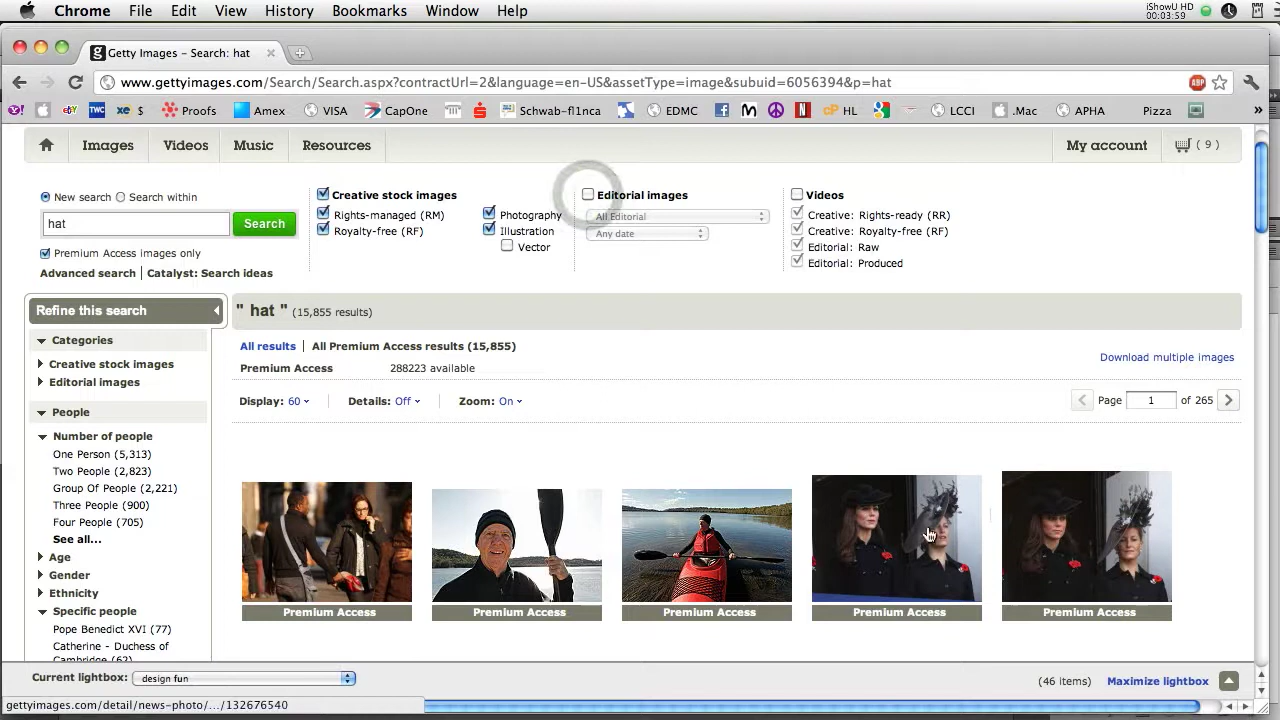 Chrome File Edit View History Bookmarks Window Help
iShowU HD
00:03:59
Getty Images – Search: hat
www.gettyimages.com/Search/Search.aspx?contractUrl=2&language=en-US&assetType=image&subuid=6056394&p=hat
ABP
TWC $ Proofs Amex VISA CapOne Schwab-fl1nca EDMC HL LCCI .Mac APHA Pizza »
Images Videos Music Resources My account ( 9 )
New search Search within Creative stock images Editorial images Videos
Rights-managed (RM) Photography All Editorial Creative: Rights-ready (RR)
hat Search
Royalty-free (RF) Illustration Any date Creative: Royalty-free (RF)
Vector Editorial: Raw
Premium Access images only Editorial: Produced
Advanced search | Catalyst: Search ideas
Refine this search
" hat " (15,855 results)
Categories
All results | All Premium Access results (15,855)
Creative stock images
Premium Access 288223 available
Download multiple images
Editorial images
Display: 60 Details: Off Zoom: On
Page 1 of 265
People
Number of people
One Person (5,313)
Two People (2,823)
Group Of People (2,221)
Three People (900)
Four People (705)
See all...
Age
Gender
Ethnicity
Specific people
Pope Benedict XVI (77)
Catherine - Duchess of
Cambridge (62)
Premium Access Premium Access Premium Access Premium Access Premium Access
Current lightbox: design fun (46 items) Maximize lightbox
gettyimages.com/detail/news-photo/.../132676540